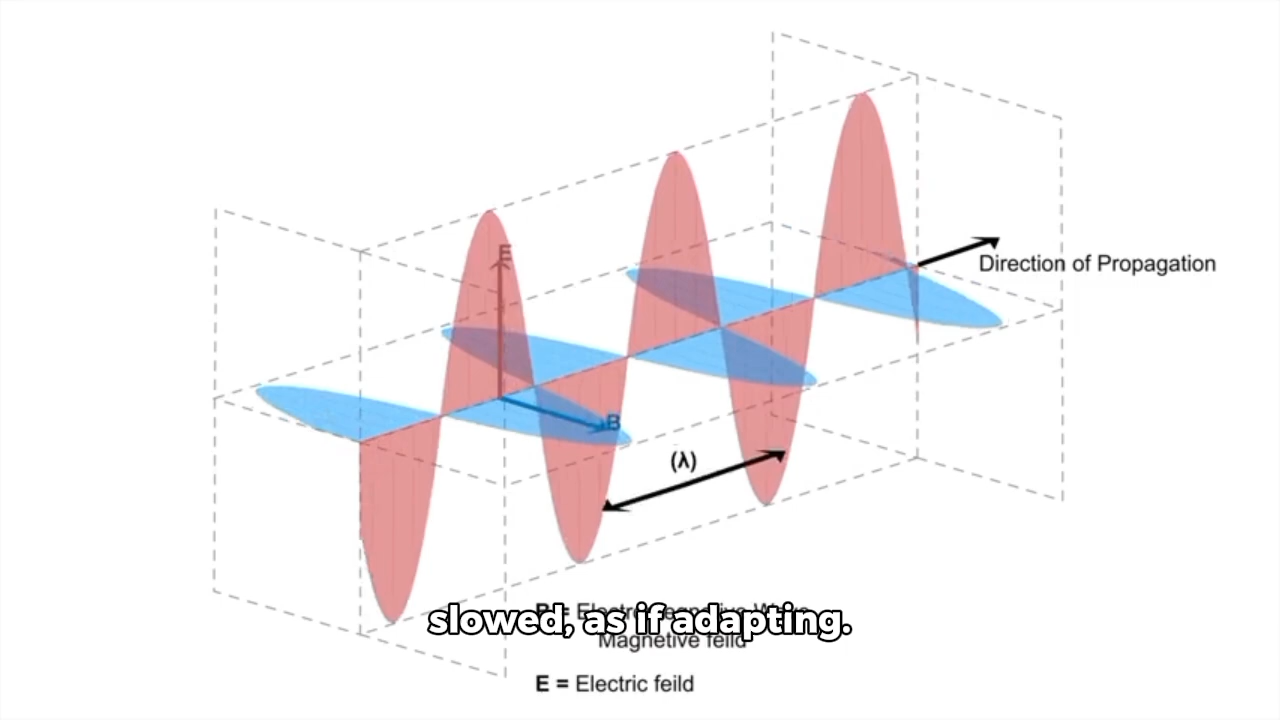 E
Direction of Propagation
B
(λ)
slowed, as if adapting.
Magnetive feild
E = Electric feild